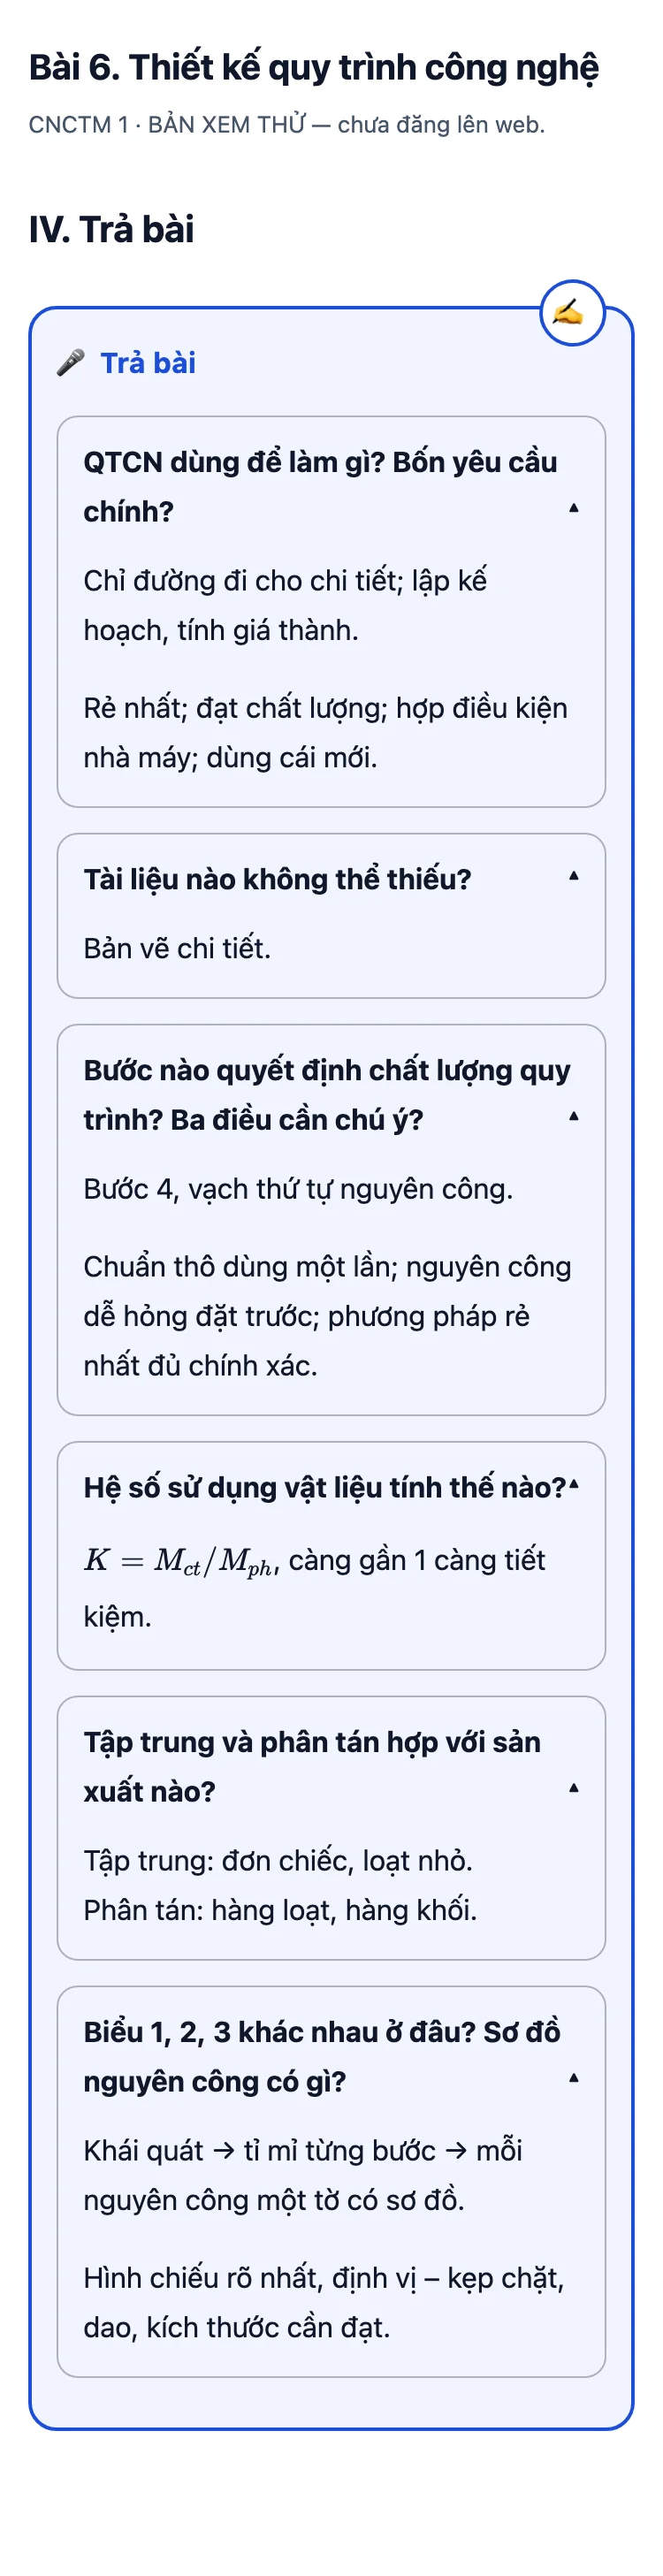 Bài 6. Thiết kế quy trình công nghệ
CNCTM 1 · BẢN XEM THỬ — chưa đăng lên web.
IV. Trả bài
Trả bài
QTCN dùng để làm gì? Bốn yêu cầu
chính?
Chỉ đường đi cho chi tiết; lập kế
hoạch, tính giá thành.
Rẻ nhất; đạt chất lượng; hợp điều kiện
nhà máy; dùng cái mới.
Tài liệu nào không thể thiếu?
Bản vẽ chi tiết.
Bước nào quyết định chất lượng quy
trình? Ba điều cần chú ý?
Bước 4, vạch thứ tự nguyên công.
Chuẩn thô dùng một lần; nguyên công
dễ hỏng đặt trước; phương pháp rẻ
nhất đủ chính xác.
Hệ số sử dụng vật liệu tính thế nào?
K = M_ct/M_ph, càng gần 1 càng tiết
kiệm.
Tập trung và phân tán hợp với sản
xuất nào?
Tập trung: đơn chiếc, loạt nhỏ.
Phân tán: hàng loạt, hàng khối.
Biểu 1, 2, 3 khác nhau ở đâu? Sơ đồ
nguyên công có gì?
Khái quát → tỉ mỉ từng bước → mỗi
nguyên công một tờ có sơ đồ.
Hình chiếu rõ nhất, định vị – kẹp chặt,
dao, kích thước cần đạt.